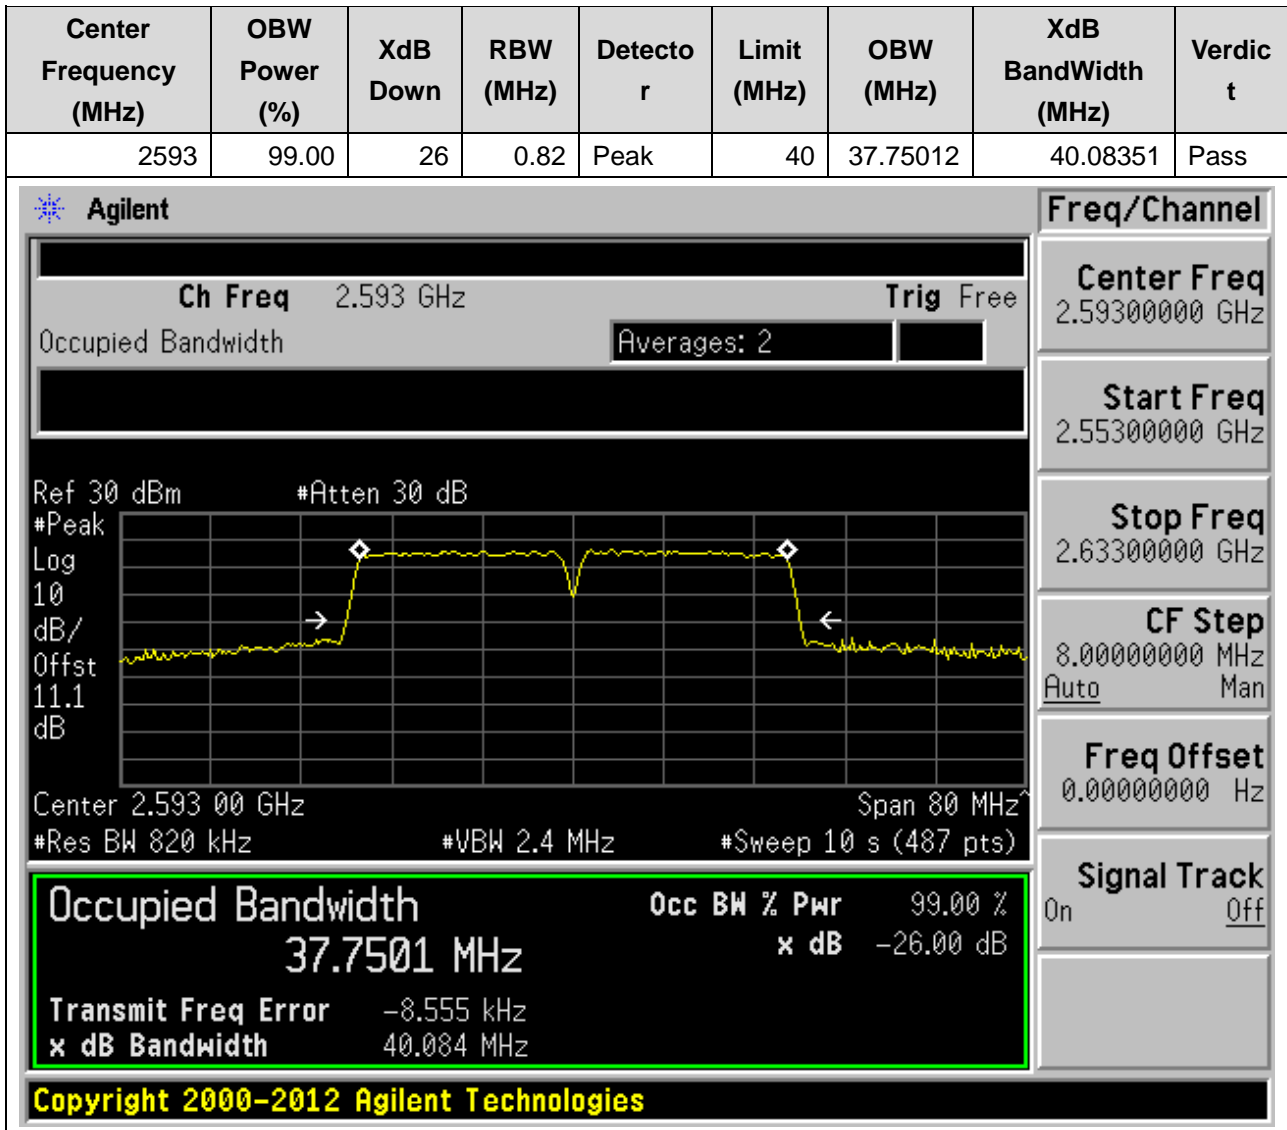 Center Frequency (MHz) OBW Power (%) XdB Down RBW (MHz) Detecto r Limit (MHz) OBW (MHz) XdB BandWidth (MHz) Verdic t
2593 99.00 26 0.82 Peak 40 37.75012 40.08351 Pass
Agilent
Freq/Channel
Ch Freq 2.593 GHz Trig Free
Occupied Bandwidth Averages: 2
Center Freq
2.59300000 GHz
Start Freq
2.55300000 GHz
Stop Freq
2.63300000 GHz
CF Step
8.00000000 MHz
Auto Man
Freq Offset
0.00000000 Hz
Signal Track
On Off
Ref 30 dBm #Atten 30 dB
#Peak
Log
10
dB/
Offst
11.1
dB
Center 2.593 00 GHz Span 80 MHz^
#Res BW 820 kHz #VBW 2.4 MHz #Sweep 10 s (487 pts)
Occupied Bandwidth Occ BW % Pwr 99.00 %
37.7501 MHz x dB -26.00 dB
Transmit Freq Error -8.555 kHz
x dB Bandwidth 40.084 MHz
Copyright 2000-2012 Agilent Technologies